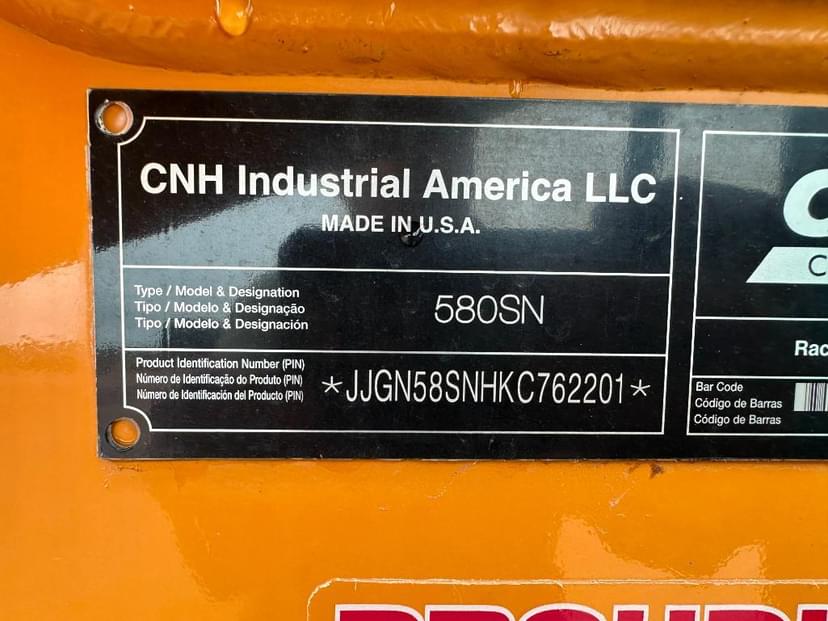 CNH Industrial America LLC
MADE IN U.S.A.
Type / Model & Designation
Tipo / Modelo & Designação
Tipo / Modelo & Designación
580SN
Product Identification Number (PIN)
Número de Identificação do Produto (PIN)
Número de Identificación del Producto (PIN)
*JJGN58SNHKC762201*
Rac
Bar Code
Código de Barras
Código de Barras